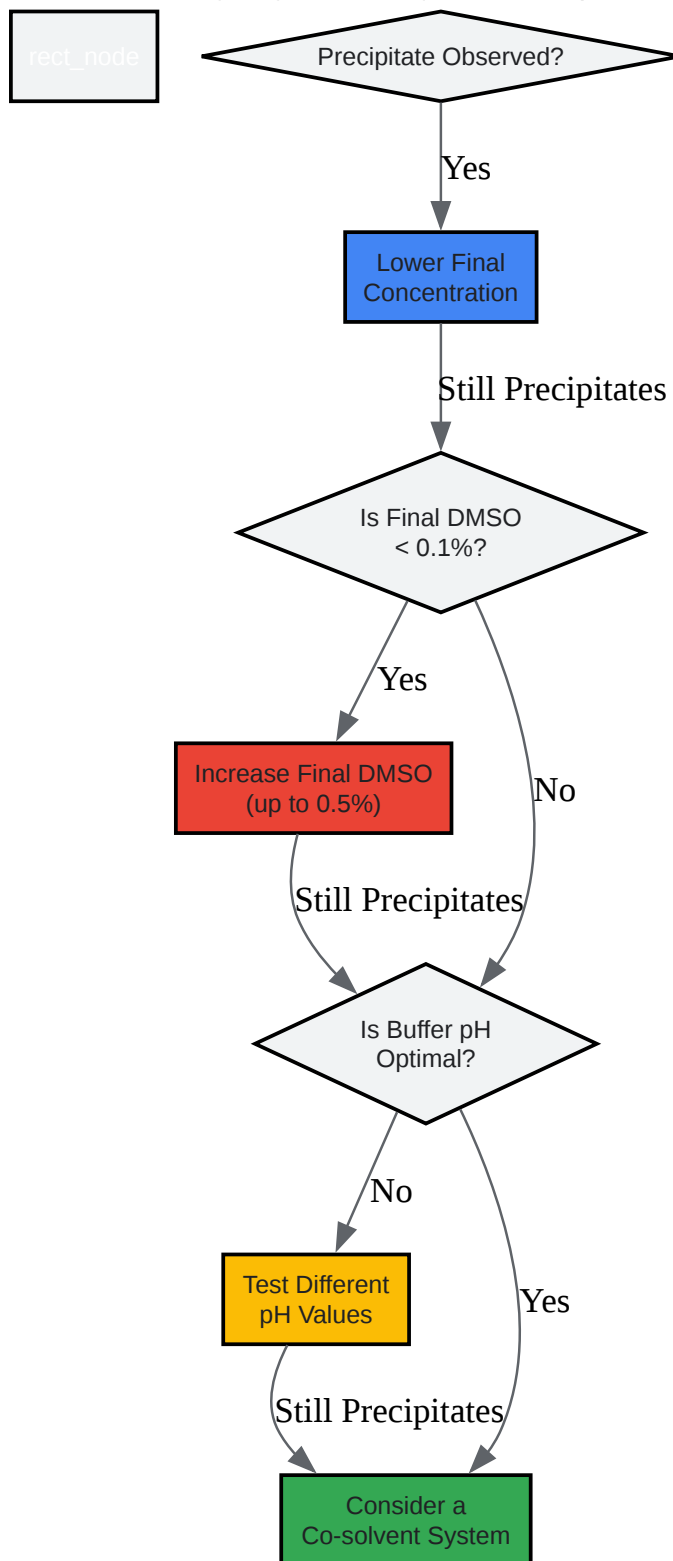 rect_node
Precipitate Observed?
Yes
Lower Final
Concentration
Still Precipitates
Is Final DMSO
< 0.1%?
Yes
Increase Final DMSO
(up to 0.5%)
No
Still Precipitates
Is Buffer pH
Optimal?
No
Test Different
pH Values
Yes
Still Precipitates
Consider a
Co-solvent System